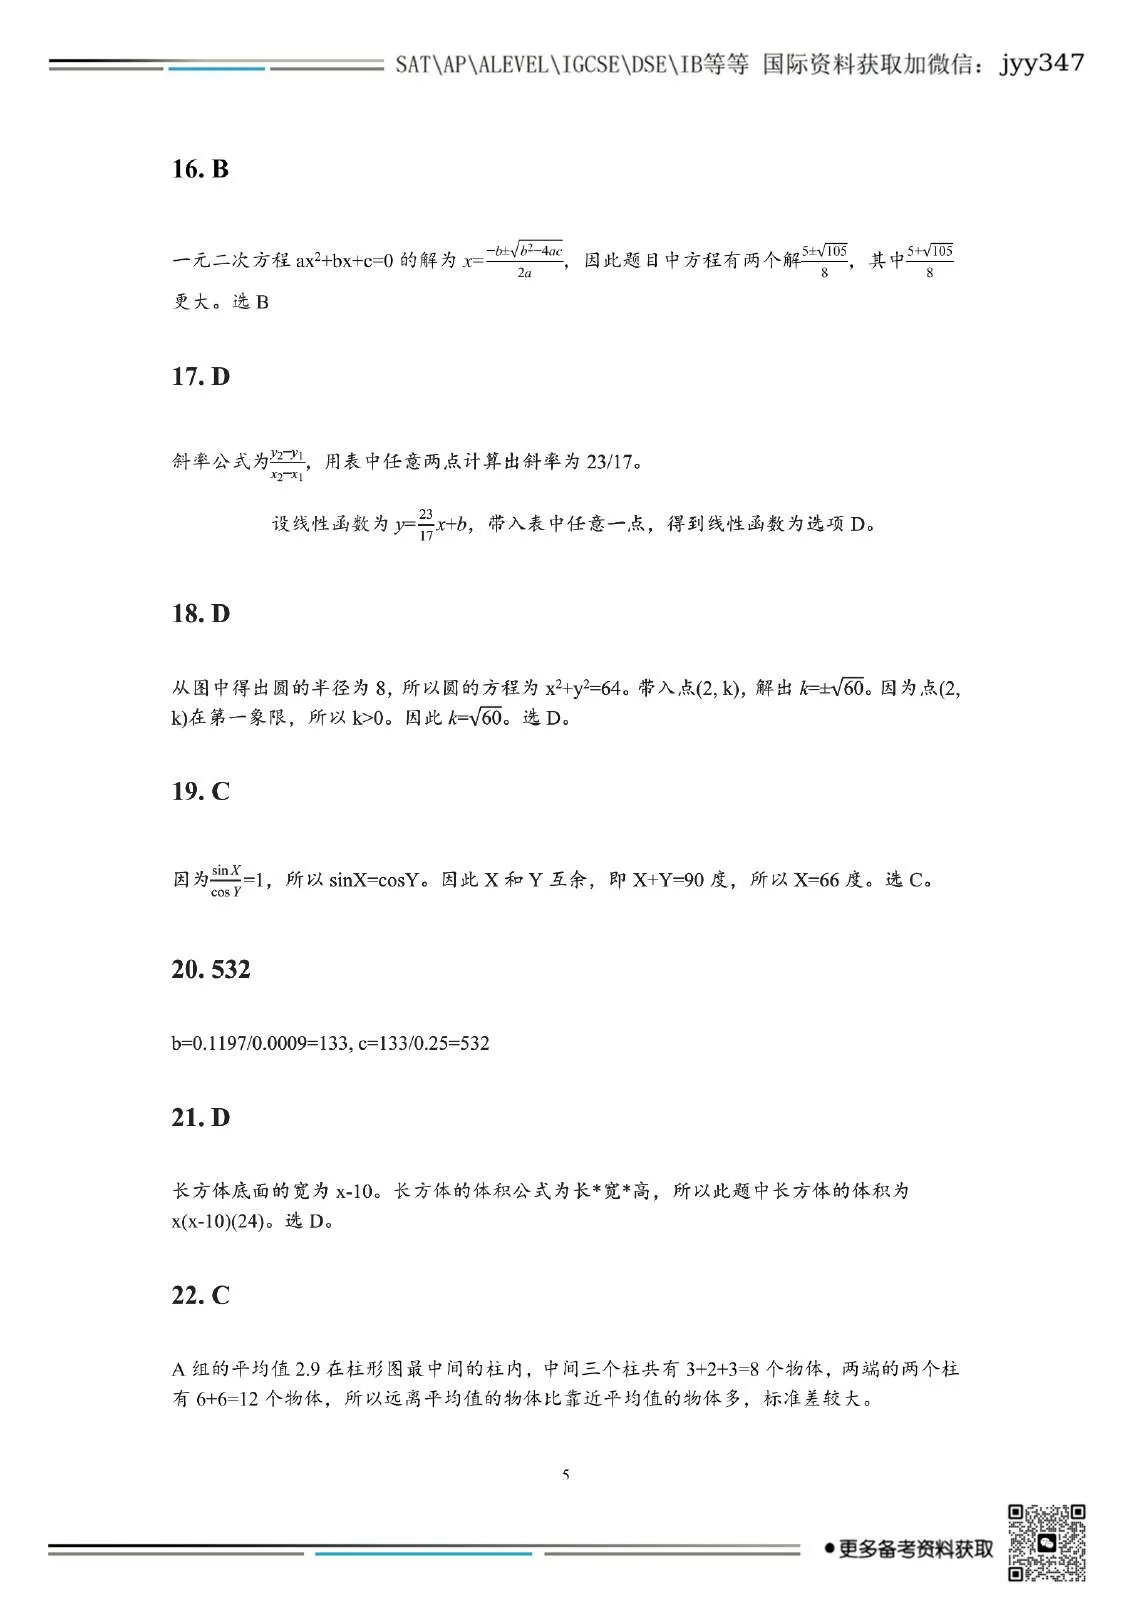 SAT\AP\ALEVEL\IGCSE\DSE\IB等等 国际资料获取加微信：jyy347
16. B
一元二次方程 ax²+bx+c=0 的解为 x=(-b±√(b²-4ac))/(2a)，因此题目中方程有两个解(5±√105)/8，其中(5+√105)/8
更大。选 B
17. D
斜率公式为(y₂-y₁)/(x₂-x₁)，用表中任意两点计算出斜率为 23/17。
设线性函数为 y=23/17x+b，带入表中任意一点，得到线性函数为选项 D。
18. D
从图中得出圆的半径为 8，所以圆的方程为 x²+y²=64。带入点(2, k)，解出 k=±√60。因为点(2,
k)在第一象限，所以 k>0。因此 k=√60。选 D。
19. C
因为sin X/cos Y=1，所以 sinX=cosY。因此 X 和 Y 互余，即 X+Y=90 度，所以 X=66 度。选 C。
20. 532
b=0.1197/0.0009=133, c=133/0.25=532
21. D
长方体底面的宽为 x-10。长方体的体积公式为长*宽*高，所以此题中长方体的体积为
x(x-10)(24)。选 D。
22. C
A 组的平均值 2.9 在柱形图最中间的柱内，中间三个柱共有 3+2+3=8 个物体，两端的两个柱
有 6+6=12 个物体，所以远离平均值的物体比靠近平均值的物体多，标准差较大。
5
●更多备考资料获取